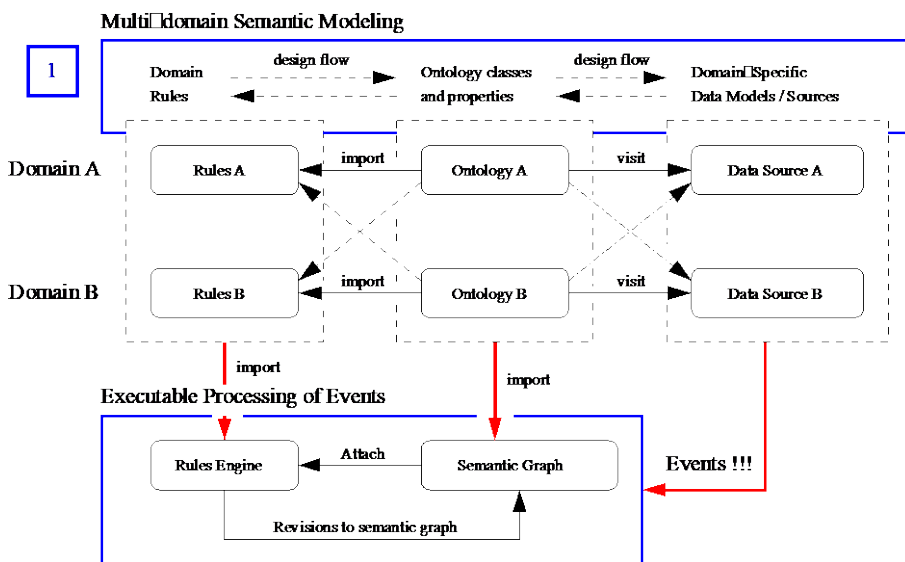 Multi□domain Semantic Modeling
1
design flow
design flow
Domain
Rules
Ontology classes
and properties
Domain□Specific
Data Models / Sources
Domain A
Rules A
import
Ontology A
visit
Data Source A
Domain B
Rules B
import
Ontology B
visit
Data Source B
import
import
Executable Processing of Events
Rules Engine
Attach
Semantic Graph
Events !!!
Revisions to semantic graph